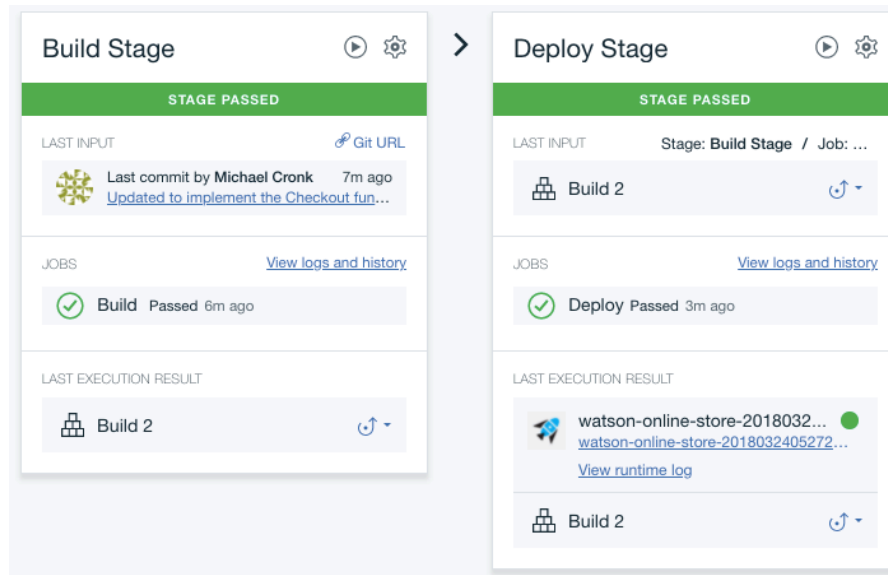 Build Stage
STAGE PASSED
LAST INPUT Git URL
Last commit by Michael Cronk 7m ago
Updated to implement the Checkout fun...
JOBS View logs and history
Build Passed 6m ago
LAST EXECUTION RESULT
Build 2
Deploy Stage
STAGE PASSED
LAST INPUT Stage: Build Stage / Job: ...
Build 2
JOBS View logs and history
Deploy Passed 3m ago
LAST EXECUTION RESULT
watson-online-store-2018032...
watson-online-store-2018032405272...
View runtime log
Build 2